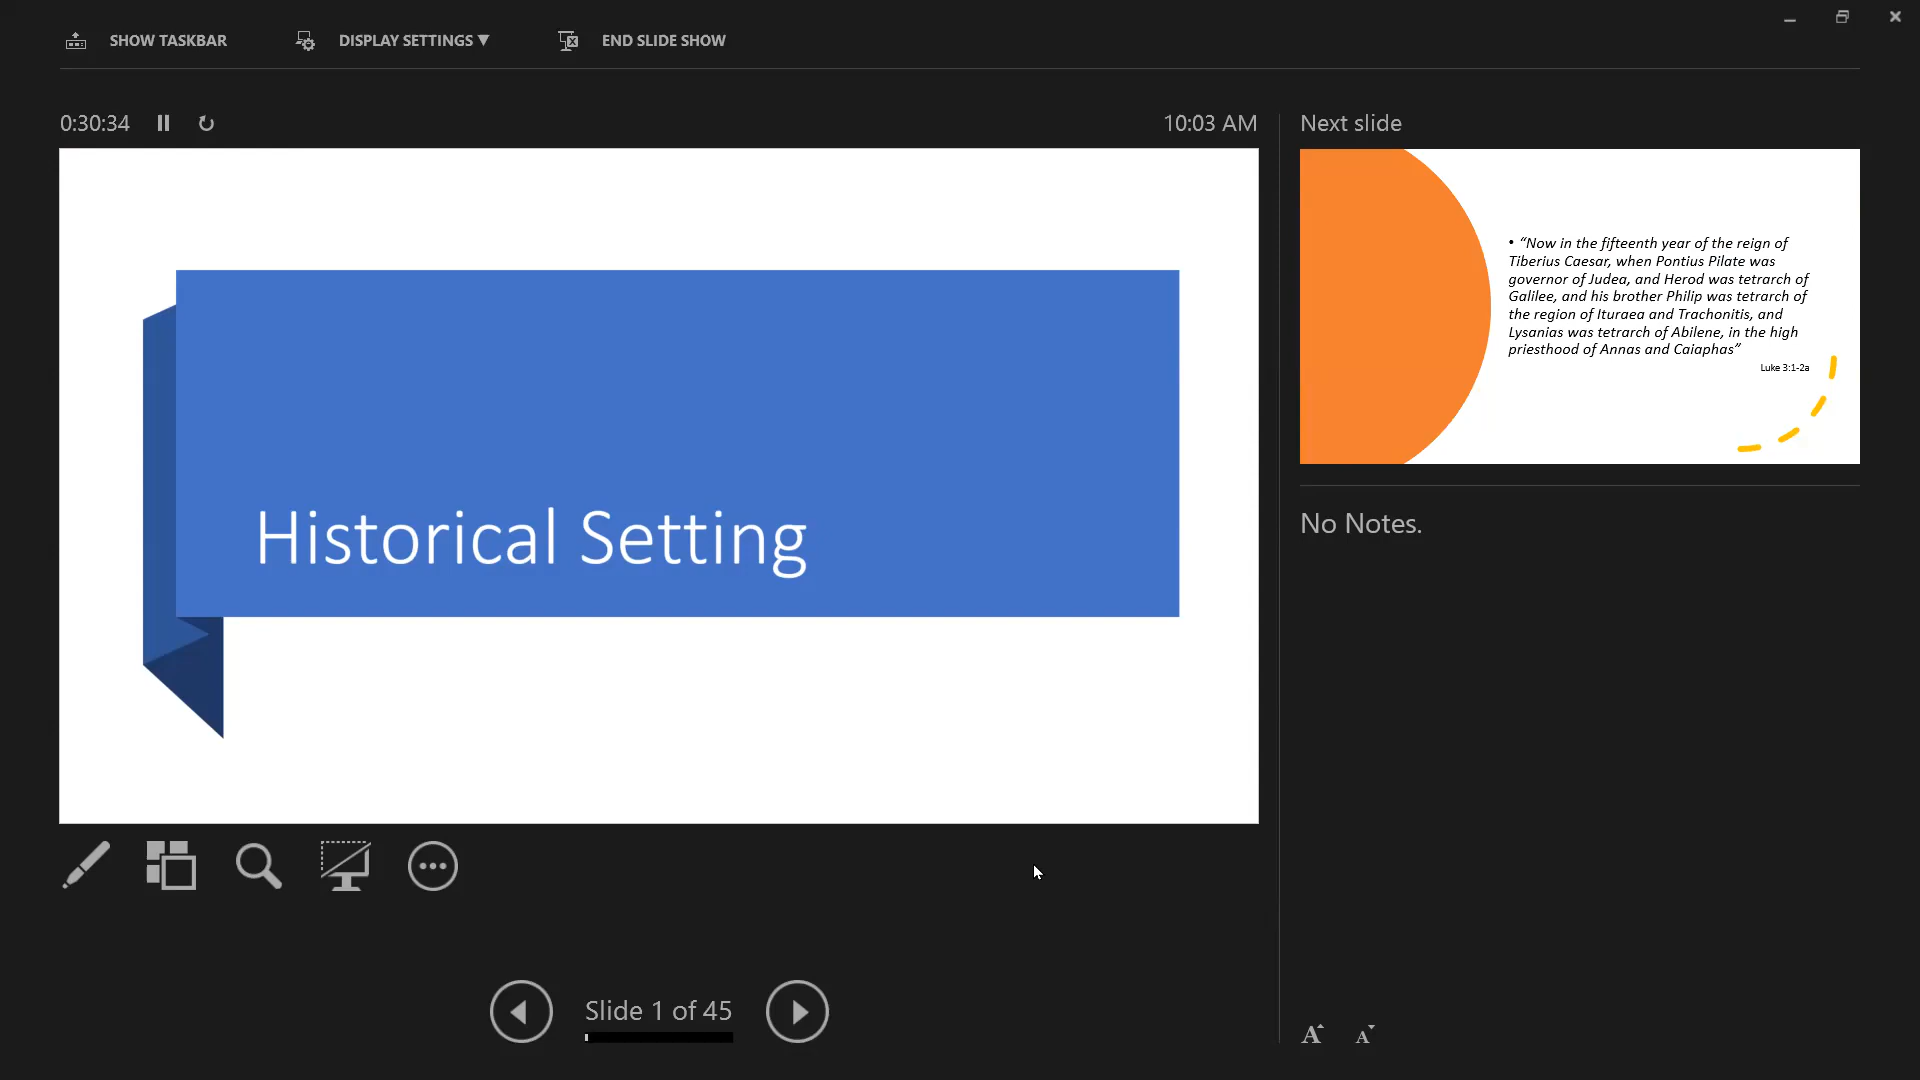 SHOW TASKBAR
DISPLAY SETTINGS ▼
END SLIDE SHOW
0:30:34
10:03 AM
Next slide
Historical Setting
• “Now in the fifteenth year of the reign of
Tiberius Caesar, when Pontius Pilate was
governor of Judea, and Herod was tetrarch of
Galilee, and his brother Philip was tetrarch of
the region of Ituraea and Trachonitis, and
Lysanias was tetrarch of Abilene, in the high
priesthood of Annas and Caiaphas”
Luke 3:1-2a
No Notes.
Slide 1 of 45
A A